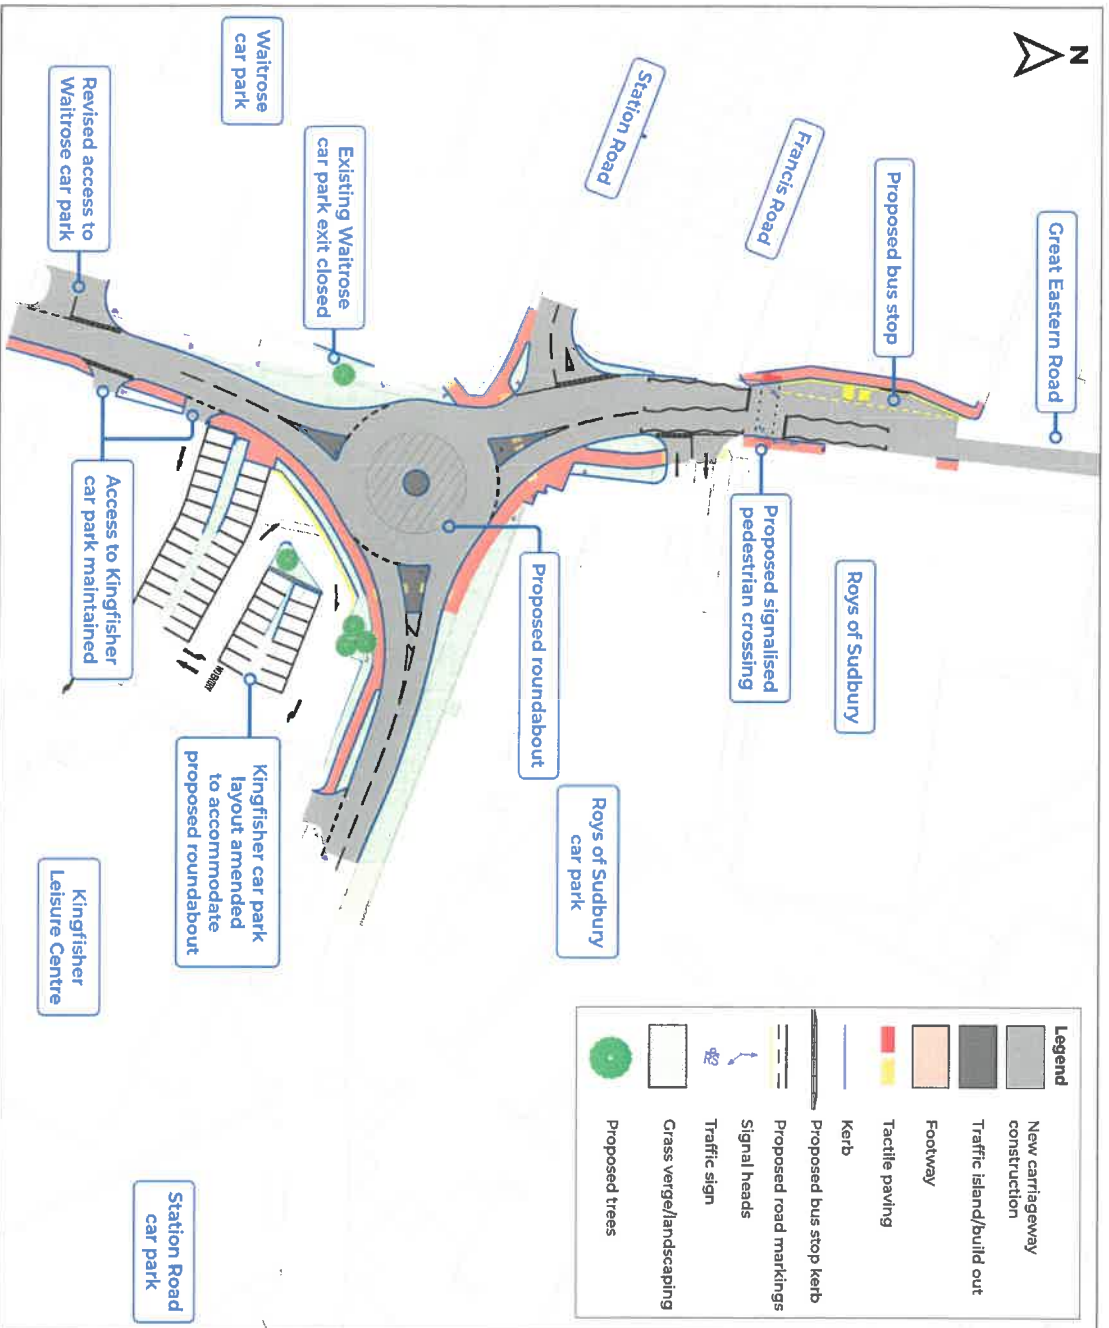 N
Great Eastern Road
Proposed bus stop
Francis Road
Station Road
Waitrose
car park
Existing Waitrose
car park exit closed
Revised access to
Waitrose car park
Roys of Sudbury
Proposed signalised
pedestrian crossing
Proposed roundabout
Roys of Sudbury
car park
Access to Kingfisher
car park maintained
NO ENTRY
Kingfisher car park
layout amended
to accommodate
proposed roundabout
Kingfisher
Leisure Centre
Station Road
car park
Legend
New carriageway
construction
Traffic island/build out
Footway
Tactile paving
Kerb
Proposed bus stop kerb
Proposed road markings
Signal heads
Traffic sign
Grass verge/landscaping
Proposed trees